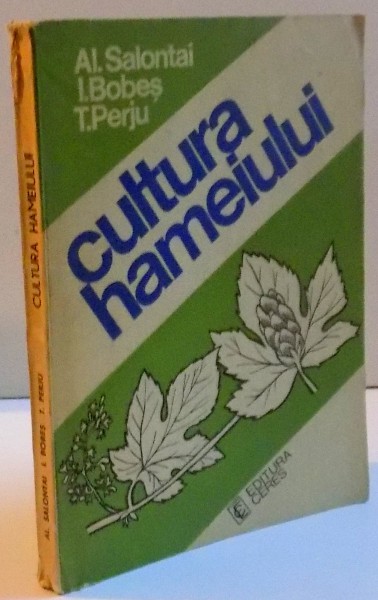 Al. Salontai
I. Bobeș
T. Perju
cultura
hameiului
EDITURA
CERES
CULTURA HAMEIULUI
AL. SALONTAI I. BOBEȘ T. PERJU